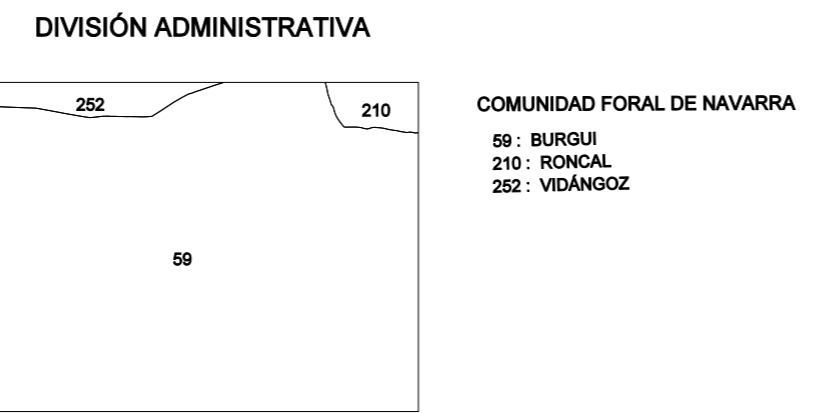 DIVISIÓN ADMINISTRATIVA
252
210
59
COMUNIDAD FORAL DE NAVARRA
59 : BURGUI
210 : RONCAL
252 : VIDÁNGOZ